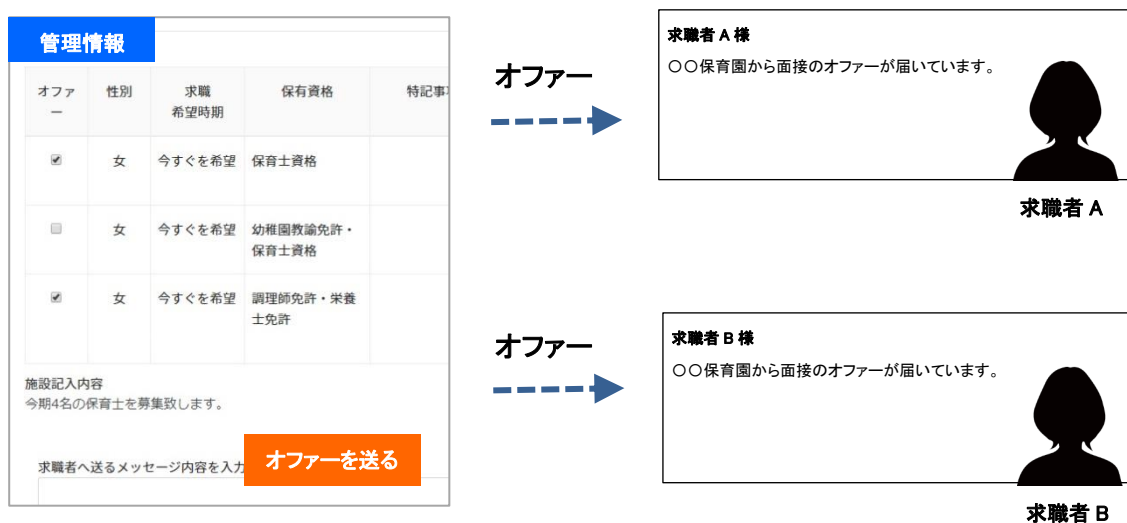 管理情報
オファ
ー
性別
求職
希望時期
保有資格
特記事
女
今すぐを希望
保育士資格
女
今すぐを希望
幼稚園教諭免許・
保育士資格
女
今すぐを希望
調理師免許・栄養
士免許
施設記入内容
今期4名の保育士を募集致します。
求職者へ送るメッセージ内容を入力
オファーを送る
オファー
求職者 A 様
〇〇保育園から面接のオファーが届いています。
求職者 A
オファー
求職者 B 様
〇〇保育園から面接のオファーが届いています。
求職者 B